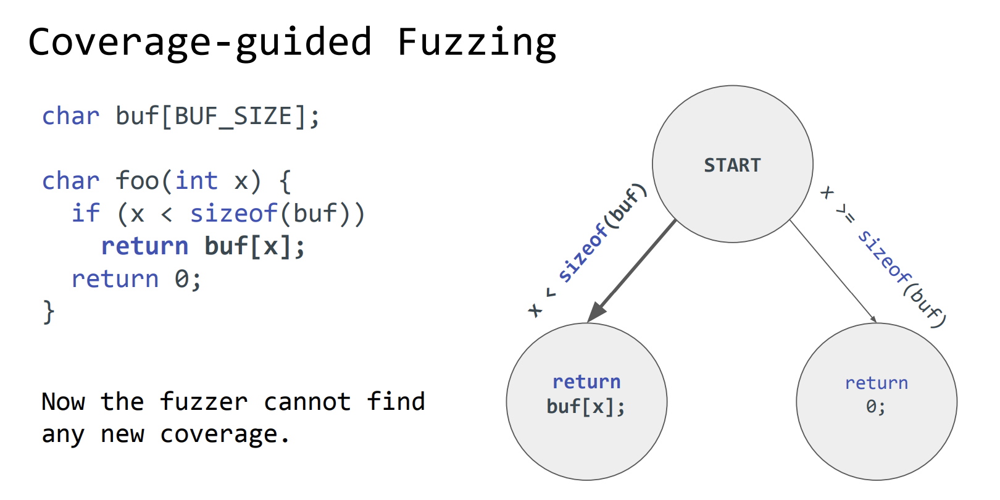 Coverage-guided Fuzzing
char buf[BUF_SIZE];
char foo(int x) {
if (x < sizeof(buf))
return buf[x];
return 0;
}
Now the fuzzer cannot find
any new coverage.
START
x < sizeof(buf)
x >= sizeof(buf)
return
buf[x];
return
0;